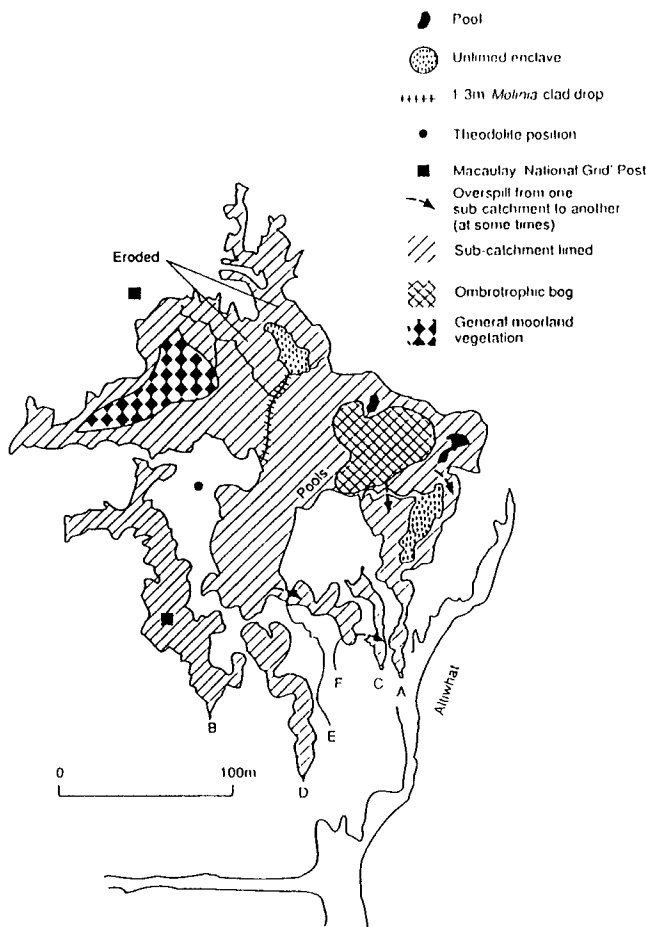 Pool
Unlimed enclave
1 3m Molinia clad drop
Theodolite position
Macaulay 'National Grid' Post
Overspill from one
sub catchment to another
(at some times)
Sub-catchment limed
Ombrotrophic bog
General moorland
vegetation
Eroded
Pools
F
C
A
B
E
D
Alliwhat
0 100m